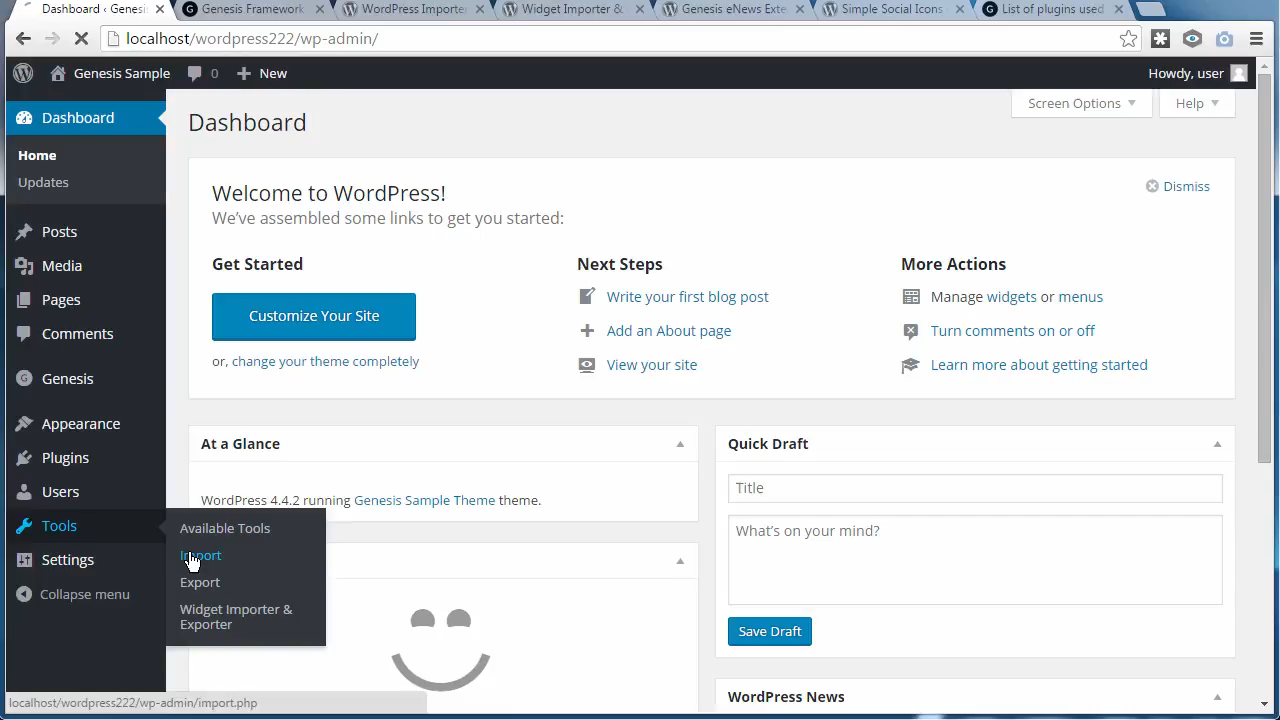 Dashboard ‹ Genesi
Genesis Framework
WordPress Importer
Widget Importer &
Genesis eNews Exte
Simple Social Icons
List of plugins used
localhost/wordpress222/wp-admin/
Genesis Sample
0
New
Howdy, user
Dashboard
Home
Updates
Posts
Media
Pages
Comments
Genesis
Appearance
Plugins
Users
Tools
Settings
Collapse menu
Available Tools
Import
Export
Widget Importer &
Exporter
Screen Options
Help
Dashboard
Welcome to WordPress!
Dismiss
We've assembled some links to get you started:
Get Started
Customize Your Site
or, change your theme completely
Next Steps
Write your first blog post
Add an About page
View your site
More Actions
Manage widgets or menus
Turn comments on or off
Learn more about getting started
At a Glance
WordPress 4.4.2 running Genesis Sample Theme theme.
Quick Draft
Title
What's on your mind?
Save Draft
WordPress News
localhost/wordpress222/wp-admin/import.php